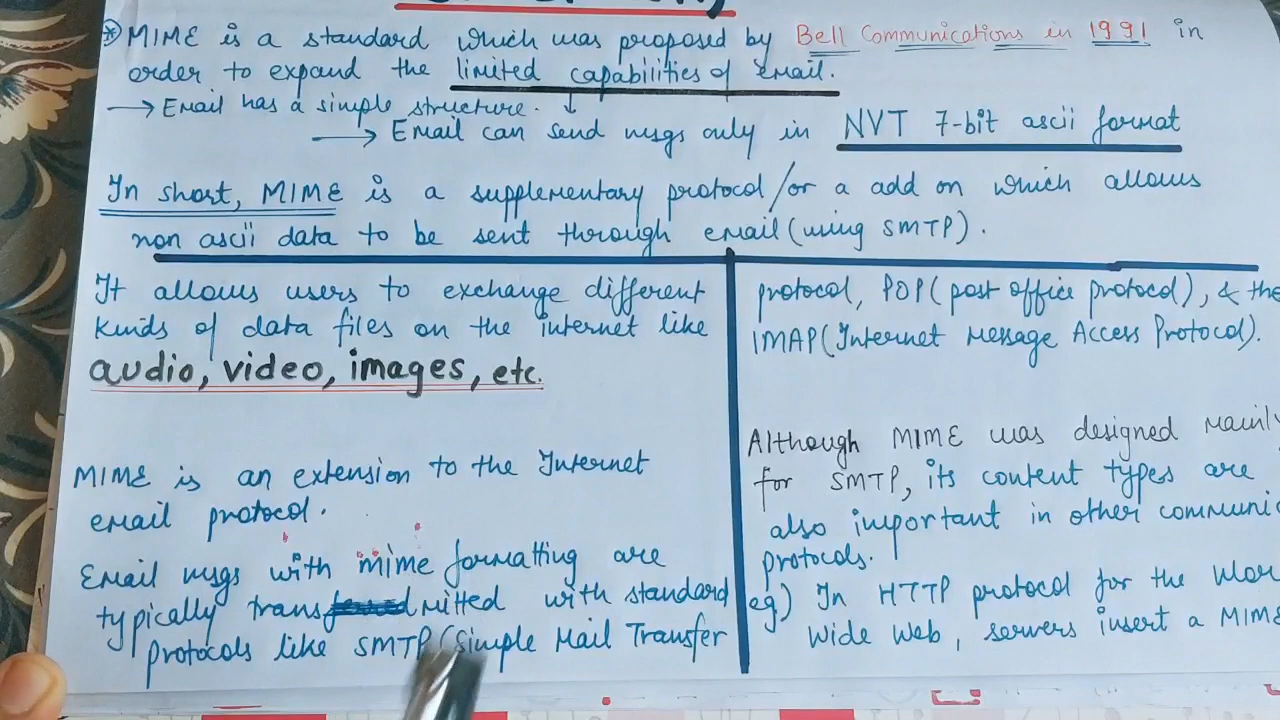 MIME is a standard which was proposed by Bell Communications in 1991 in
order to expand the limited capabilities of email.
→ Email has a simple structure. ↓
→ Email can send msgs only in NVT 7-bit ascii format
In short, MIME is a supplementary protocol/or a add on which allows
non ascii data to be sent through email (using SMTP).
It allows users to exchange different
kinds of data files on the internet like
audio, video, images, etc.
MIME is an extension to the Internet
email protocol.
Email msgs with mime formatting are
typically transmitted with standard
protocols like SMTP (Simple Mail Transfer
protocol, POP (post office protocol), & the
IMAP (Internet Message Access Protocol).
Although MIME was designed mainly
for SMTP, its content types are
also important in other communic
protocols.
eg) In HTTP protocol for the Wor
Wide Web, servers insert a MIME